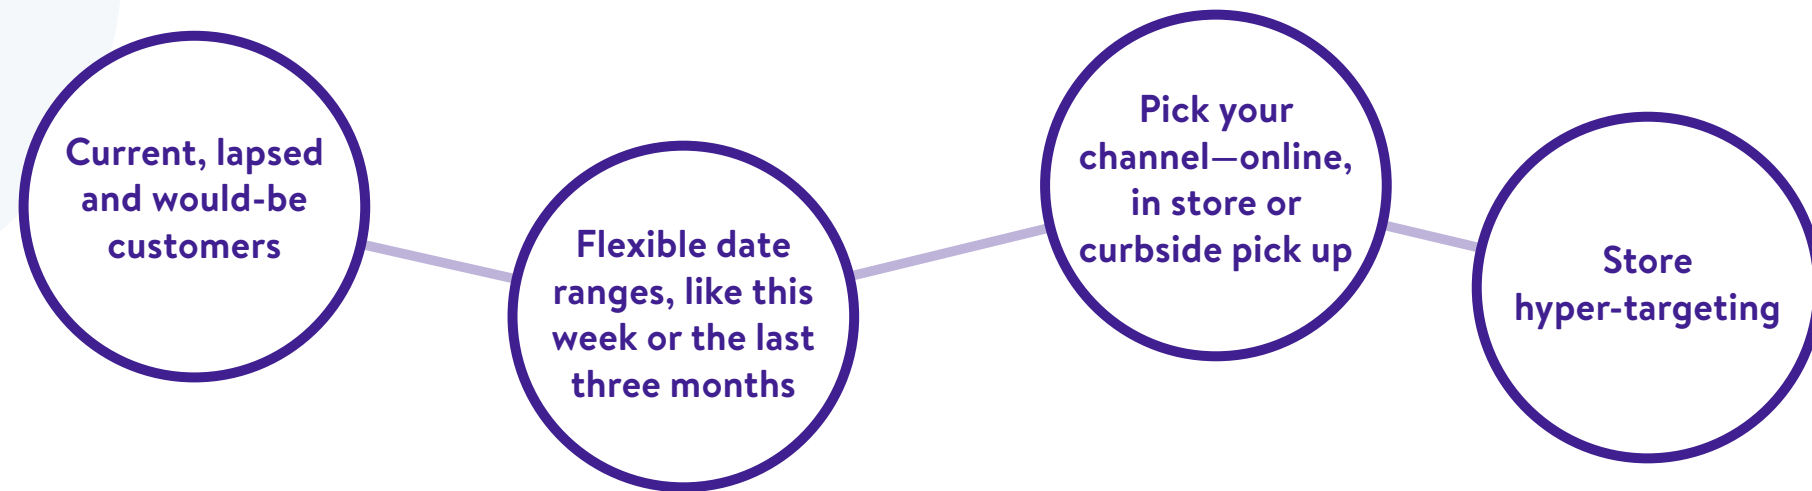 Current, lapsed
and would-be
customers
Flexible date
ranges, like this
week or the last
three months
Pick your
channel—online,
in store or
curbside pick up
Store
hyper-targeting